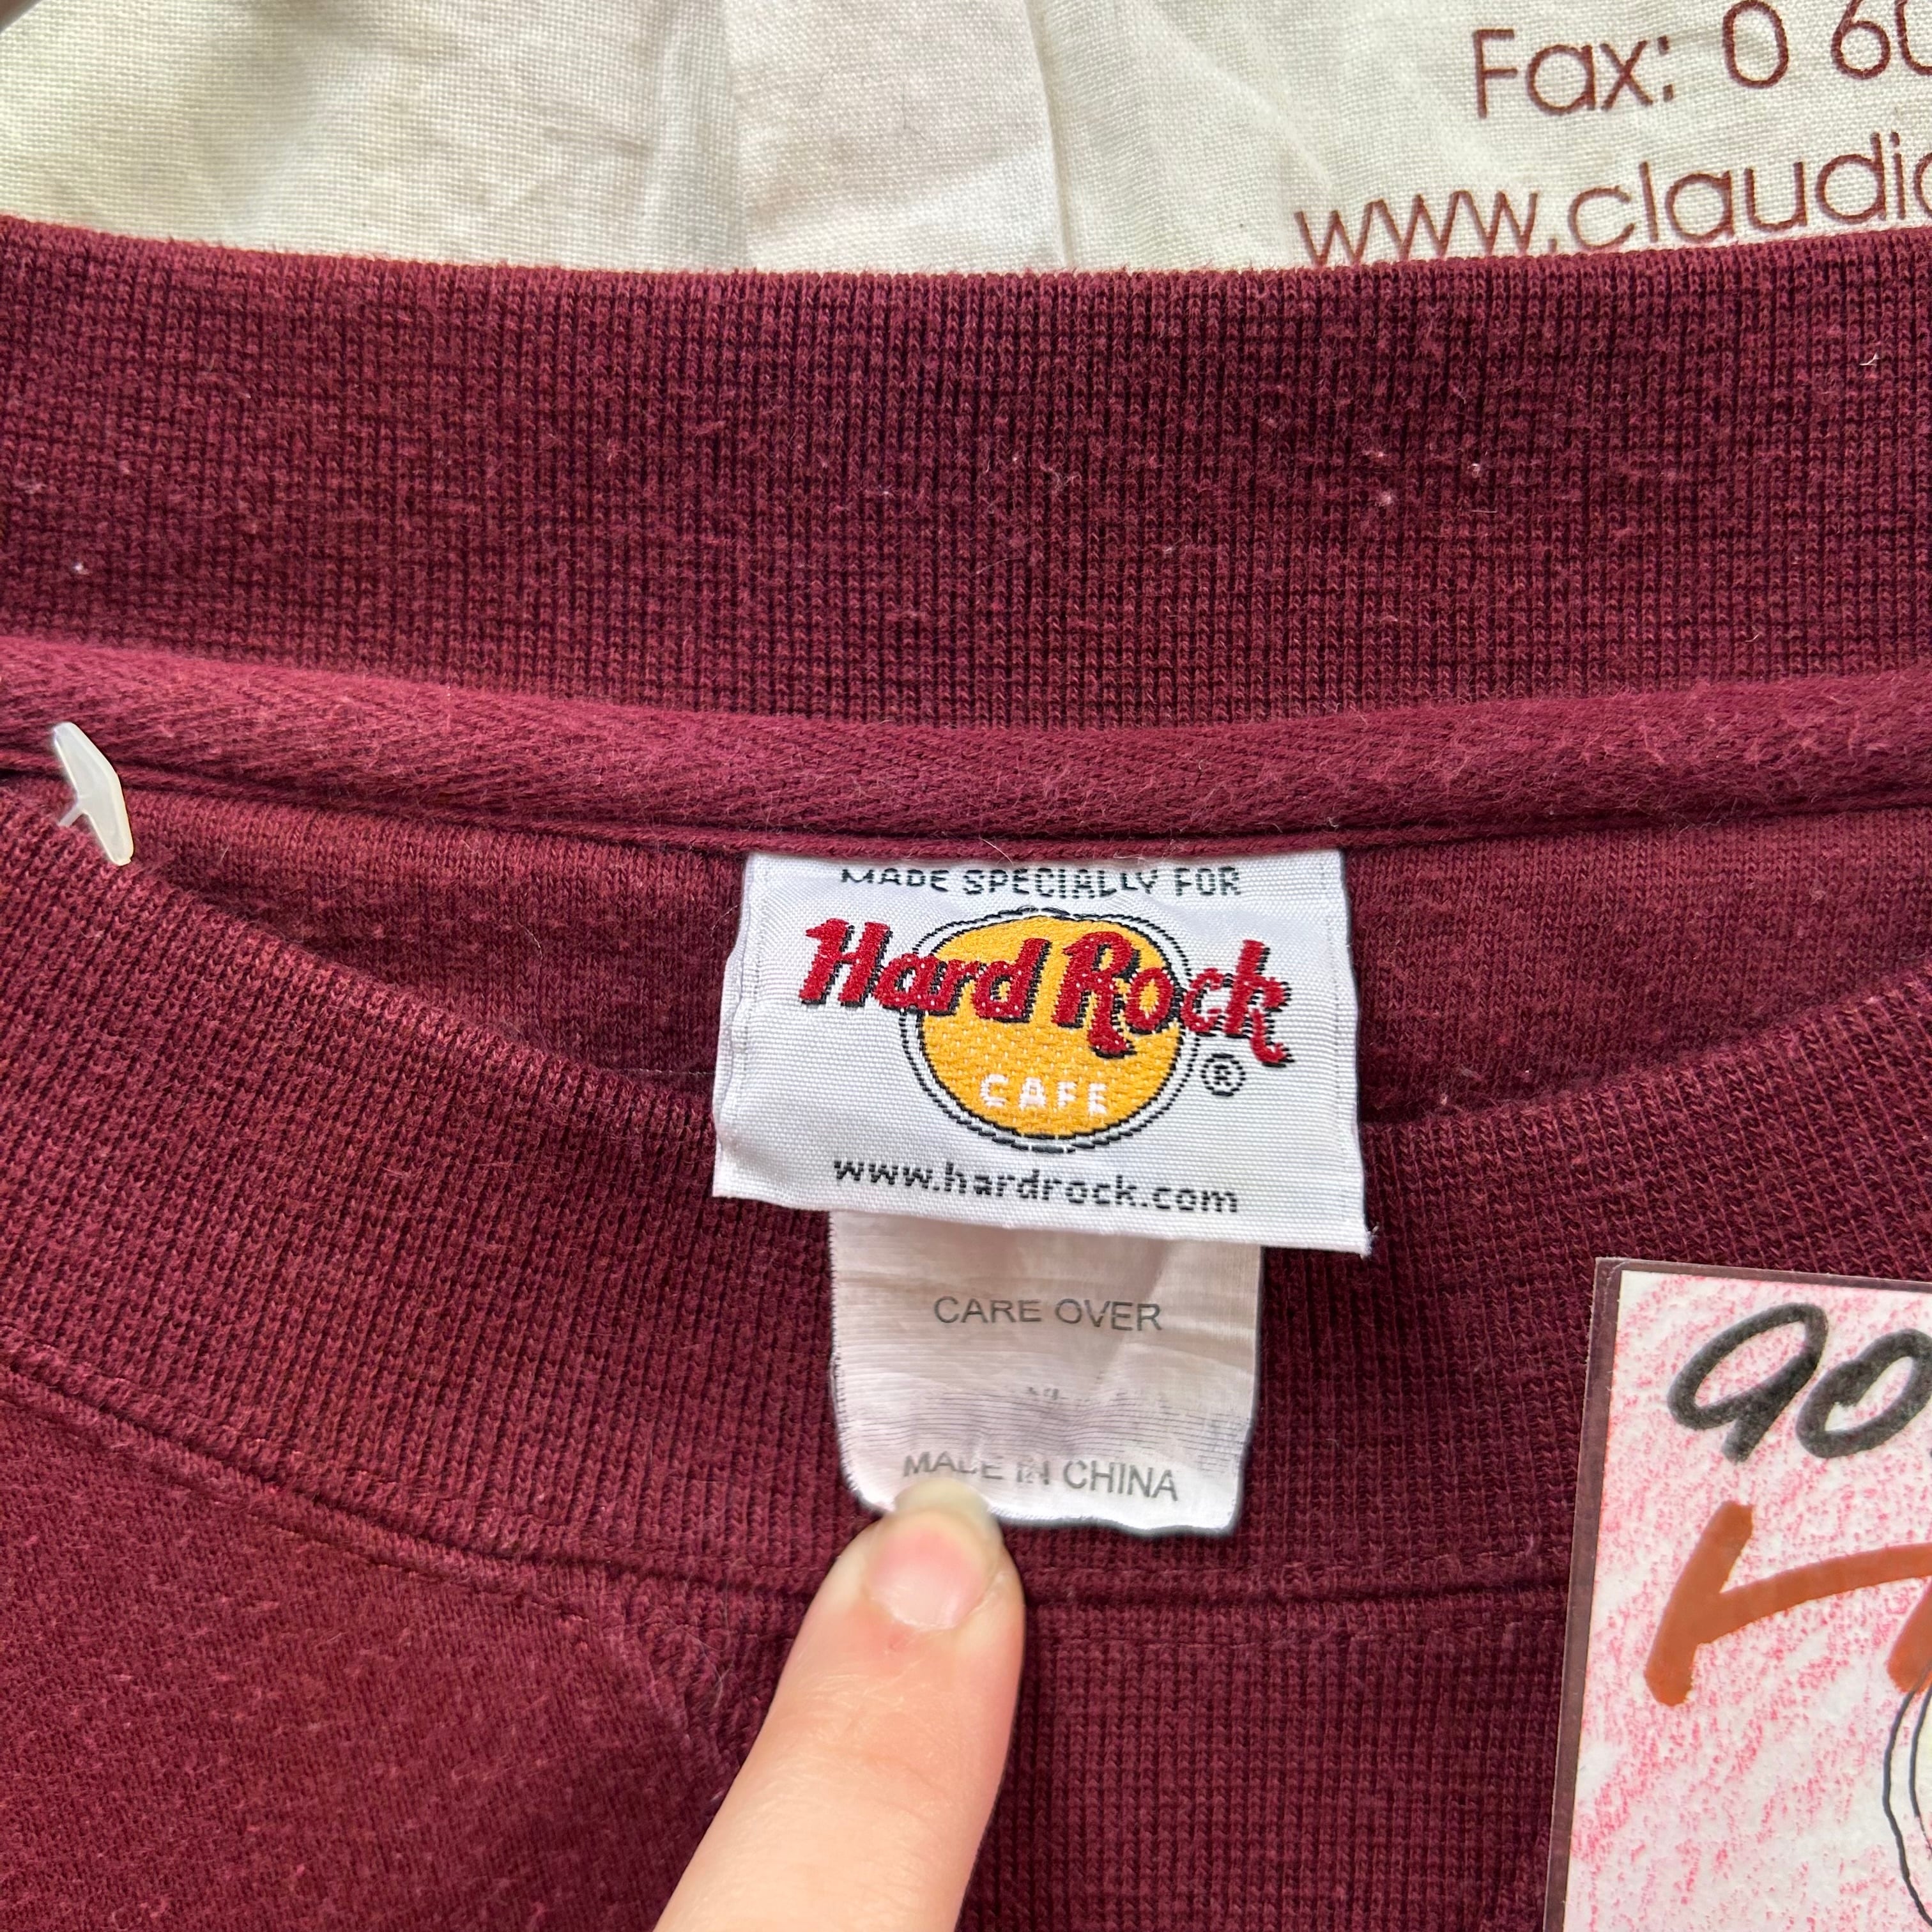 Fax: 0 60
www.claudi
MADE SPECIALLY FOR
Hard Rock
CAFE
®
www.hardrock.com
CARE OVER
MADE IN CHINA
90